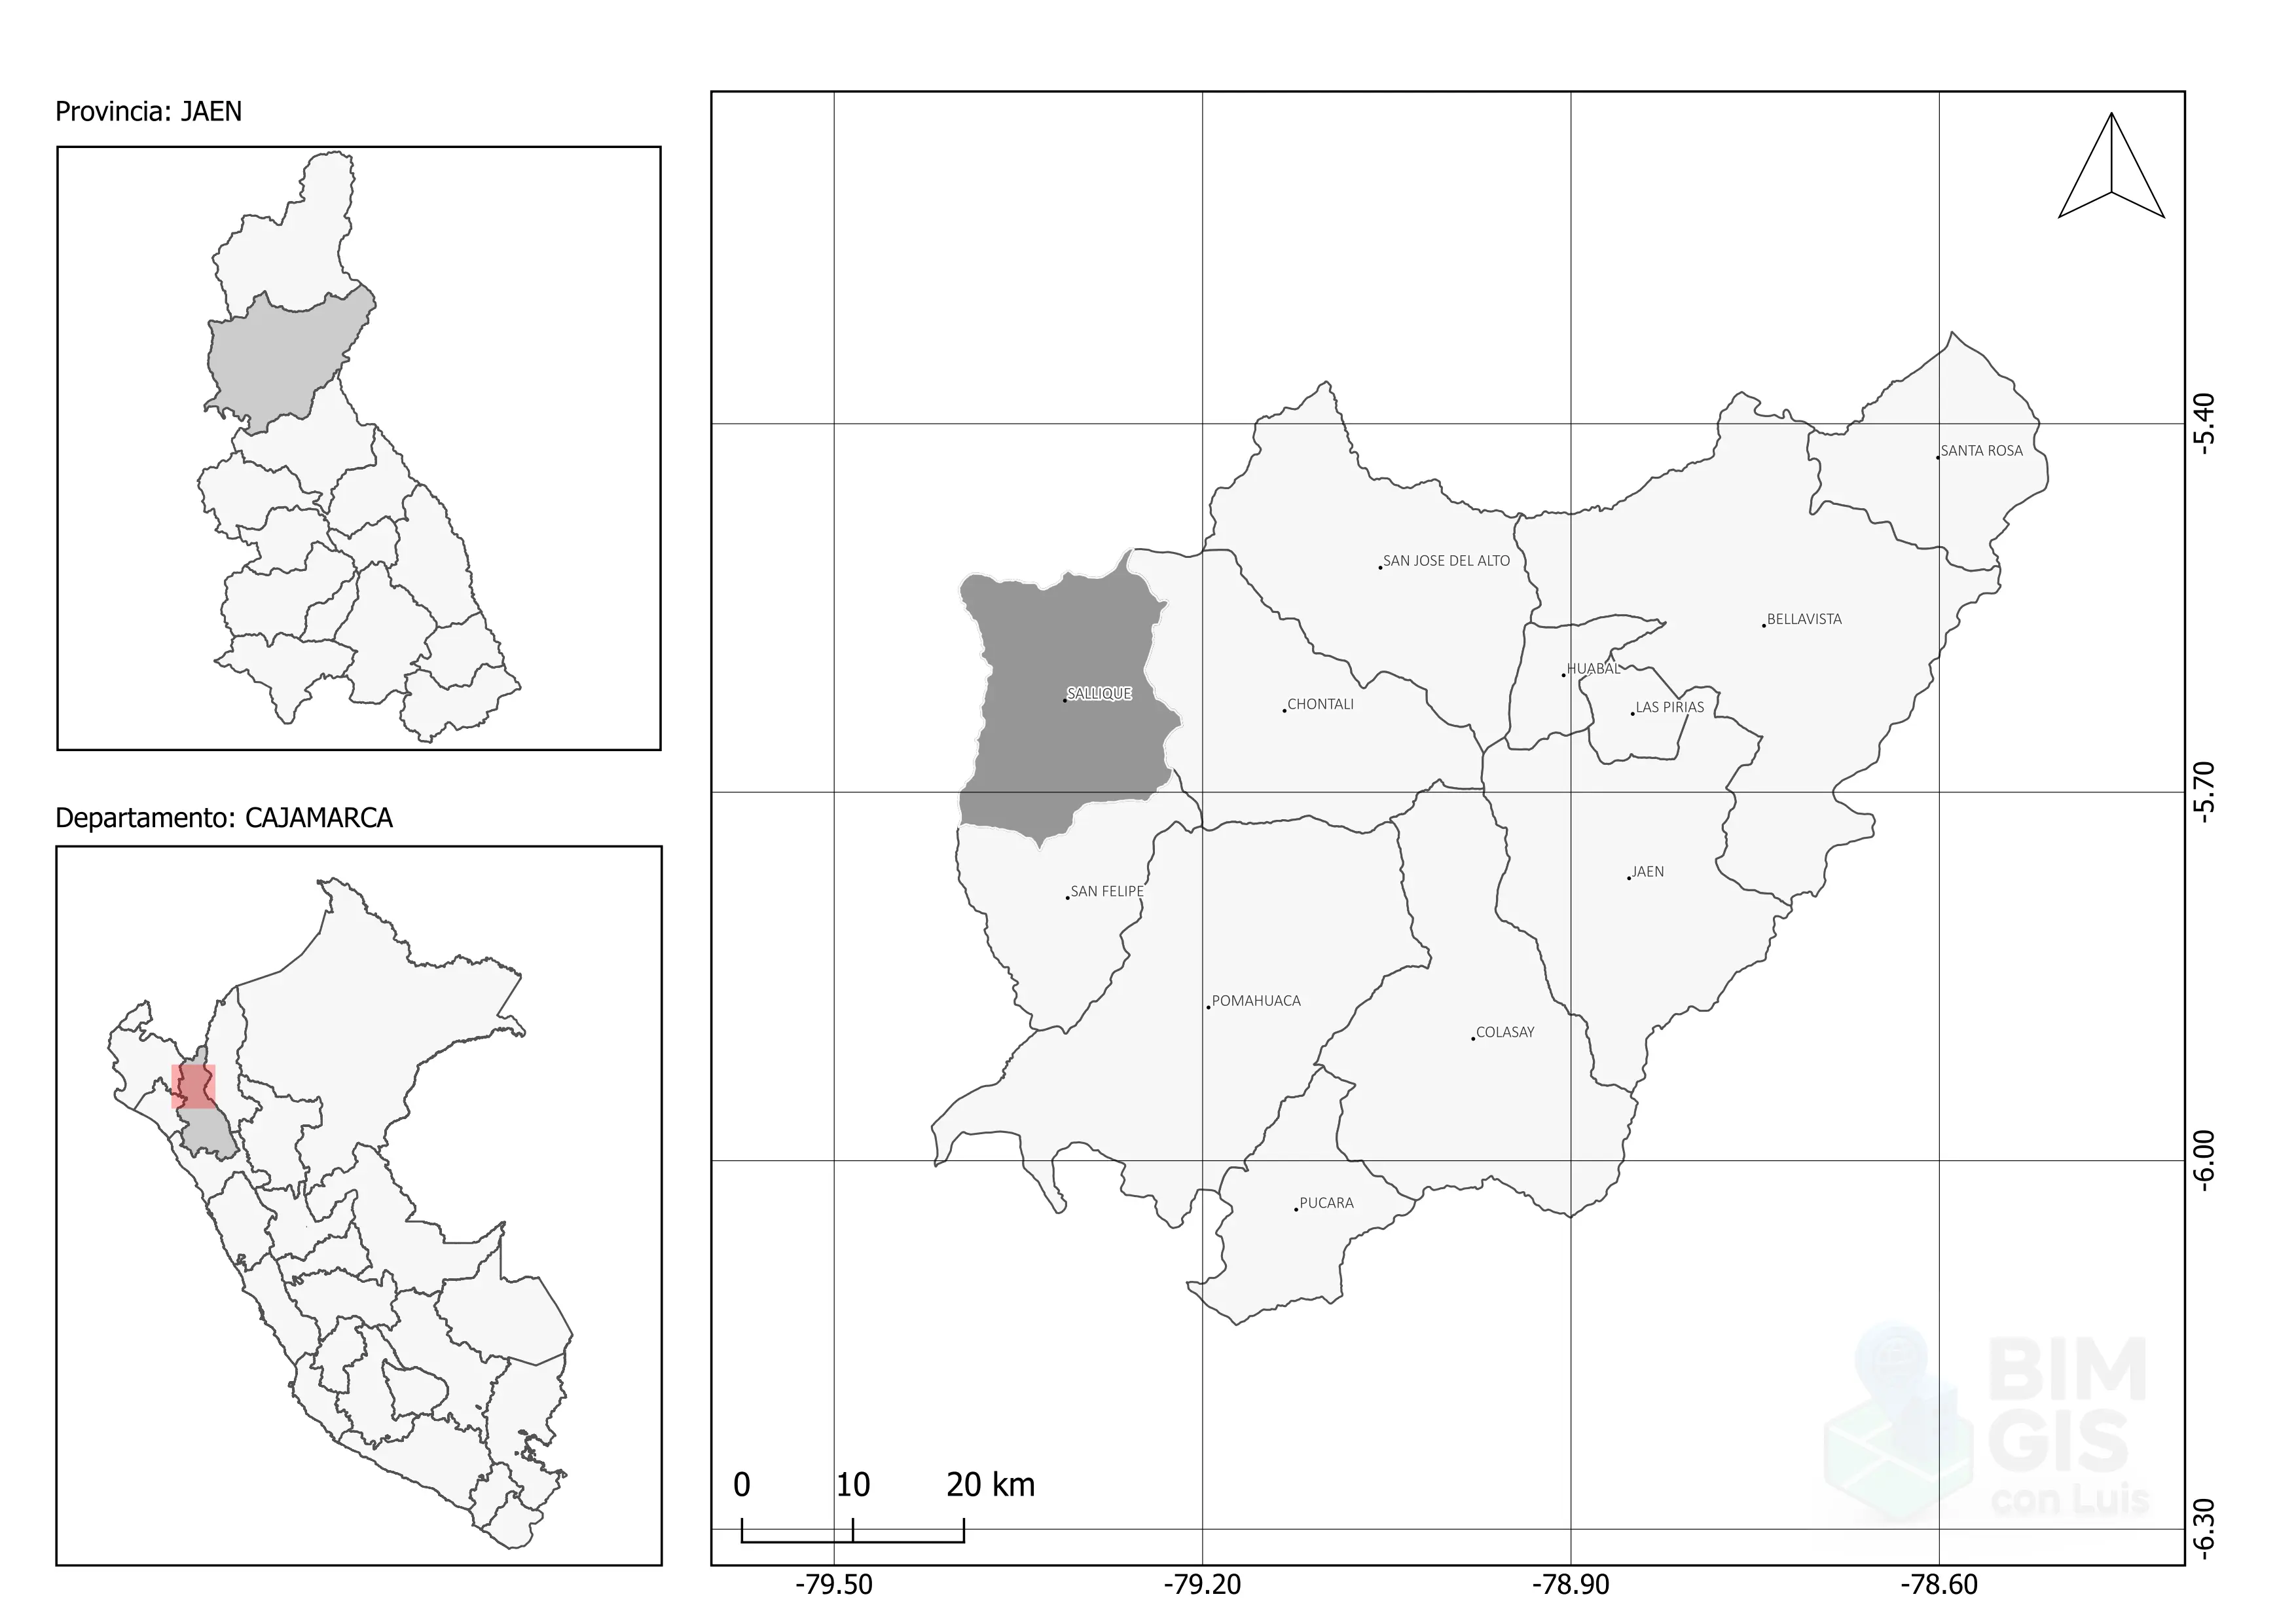 Provincia: JAEN
Departamento: CAJAMARCA
SANTA ROSA
SAN JOSE DEL ALTO
BELLAVISTA
HUABAL
SALLIQUE
CHONTALI
LAS PIRIAS
JAEN
SAN FELIPE
POMAHUACA
COLASAY
PUCARA
-5.40
-5.70
-6.00
-6.30
0 10 20 km
-79.50 -79.20 -78.90 -78.60
BIM
GIS
con Luis